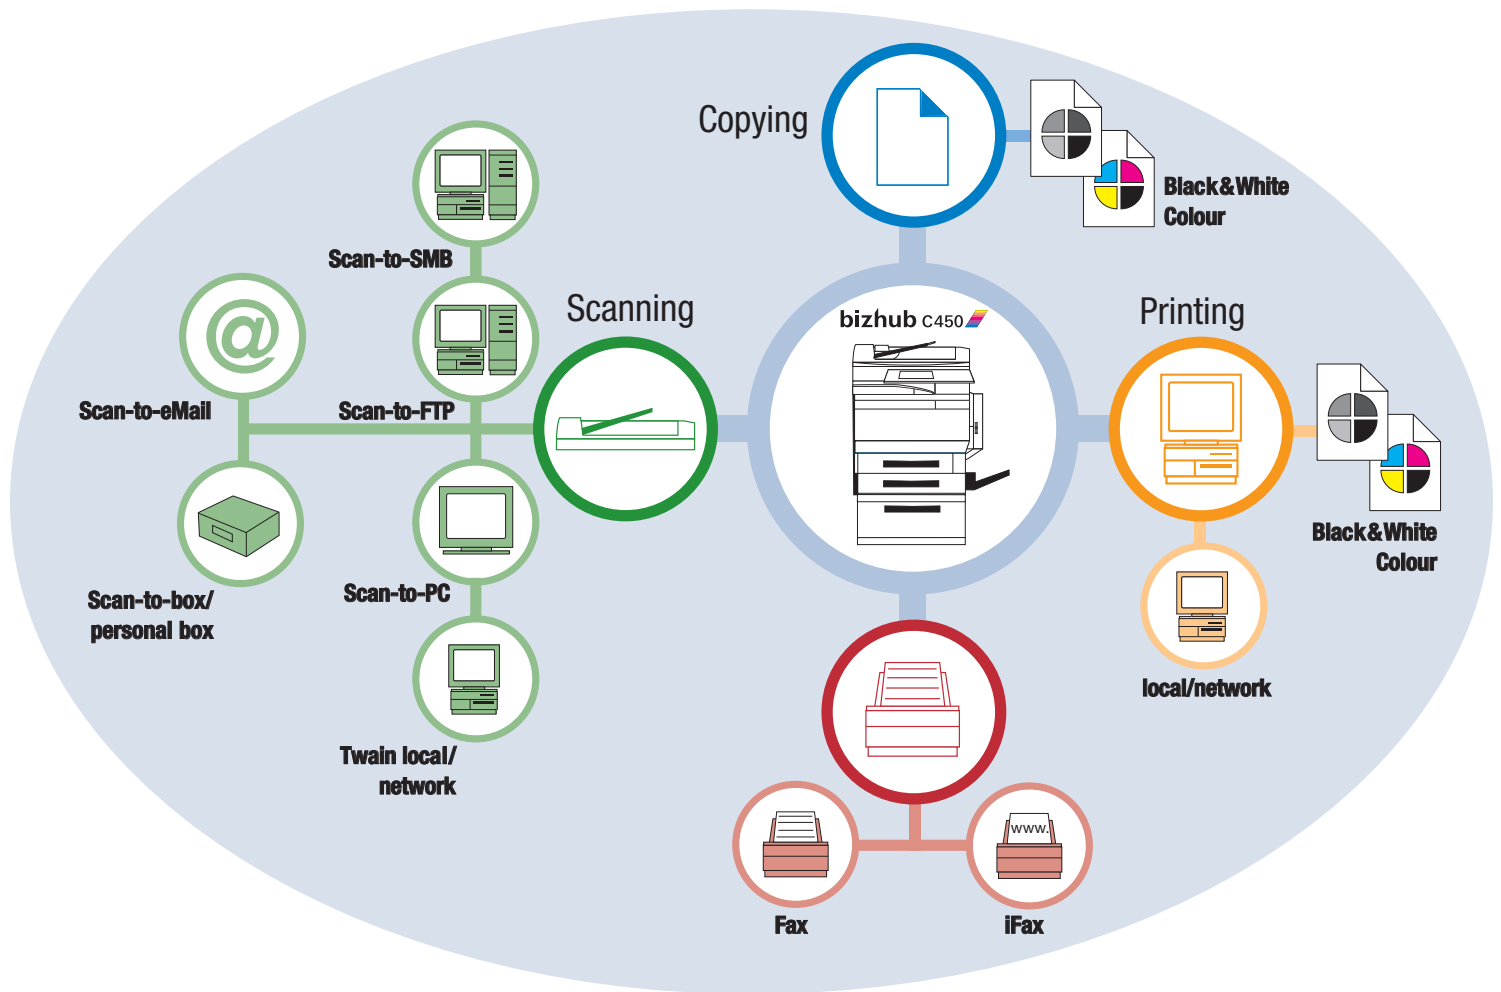 Copying
Black&White
Colour
Scan-to-SMB
Scanning
bizhub C450
Printing
Scan-to-eMail
Scan-to-FTP
Black&White
Colour
Scan-to-box/
personal box
Scan-to-PC
local/network
Twain local/
network
www.
Fax
iFax
@